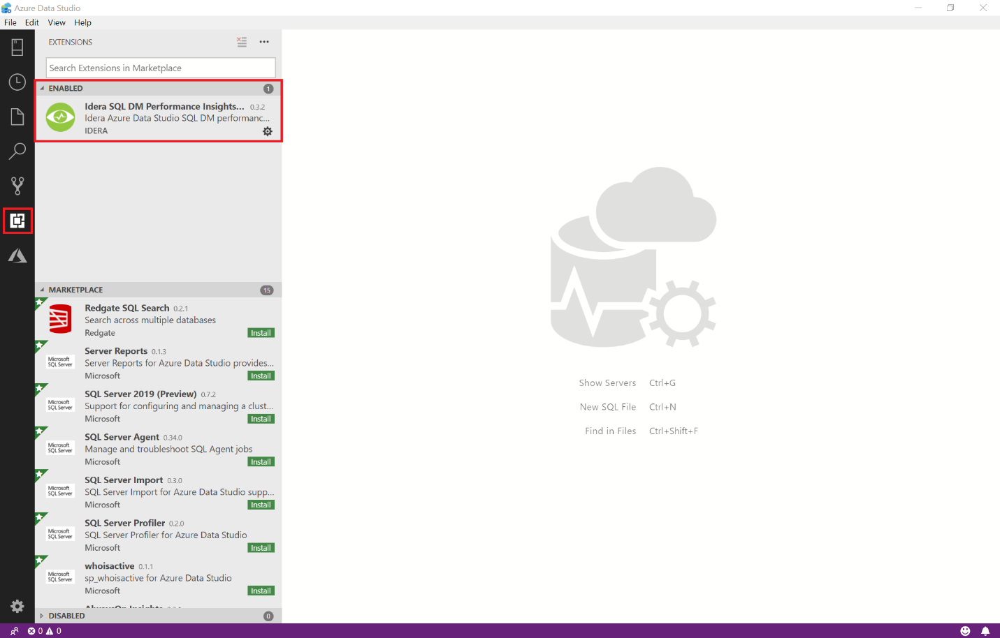 Azure Data Studio
File Edit View Help
EXTENSIONS
Search Extensions in Marketplace
ENABLED 1
Idera SQL DM Performance Insights... 0.3.2
Idera Azure Data Studio SQL DM performanc...
IDERA
MARKETPLACE 15
Redgate SQL Search 0.2.1
Search across multiple databases
Redgate Install
Server Reports 0.1.3
Microsoft
SQL Server
Server Reports for Azure Data Studio provides...
Microsoft Install
SQL Server 2019 (Preview) 0.7.2
Microsoft
SQL Server
Support for configuring and managing a clust...
Microsoft Install
SQL Server Agent 0.34.0
Microsoft
SQL Server
Manage and troubleshoot SQL Agent jobs
Microsoft Install
SQL Server Import 0.3.0
Microsoft
SQL Server
SQL Server Import for Azure Data Studio supp...
Microsoft Install
SQL Server Profiler 0.2.0
Microsoft
SQL Server
SQL Server Profiler for Azure Data Studio
Microsoft Install
whoisactive 0.1.1
Microsoft
SQL Server
sp_whoisactive for Azure Data Studio
Microsoft Install
DISABLED 0
Show Servers Ctrl+G
New SQL File Ctrl+N
Find in Files Ctrl+Shift+F
0 0